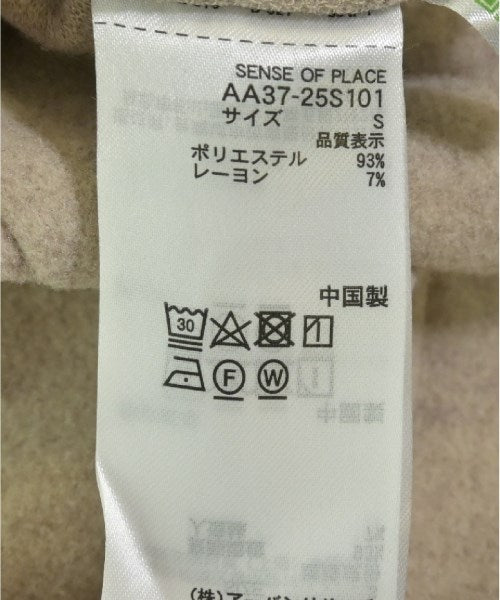 SENSE OF PLACE
AA37-25S101
サイズ S
品質表示
ポリエステル 93%
レーヨン 7%
中国製
30
F W